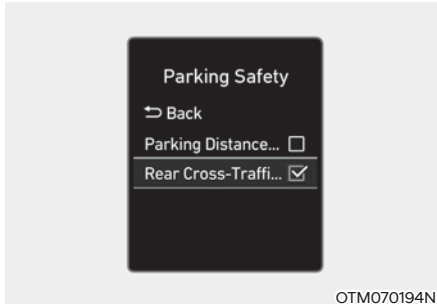 Parking Safety
Back
Parking Distance...
Rear Cross-Traffi...
OTM070194N